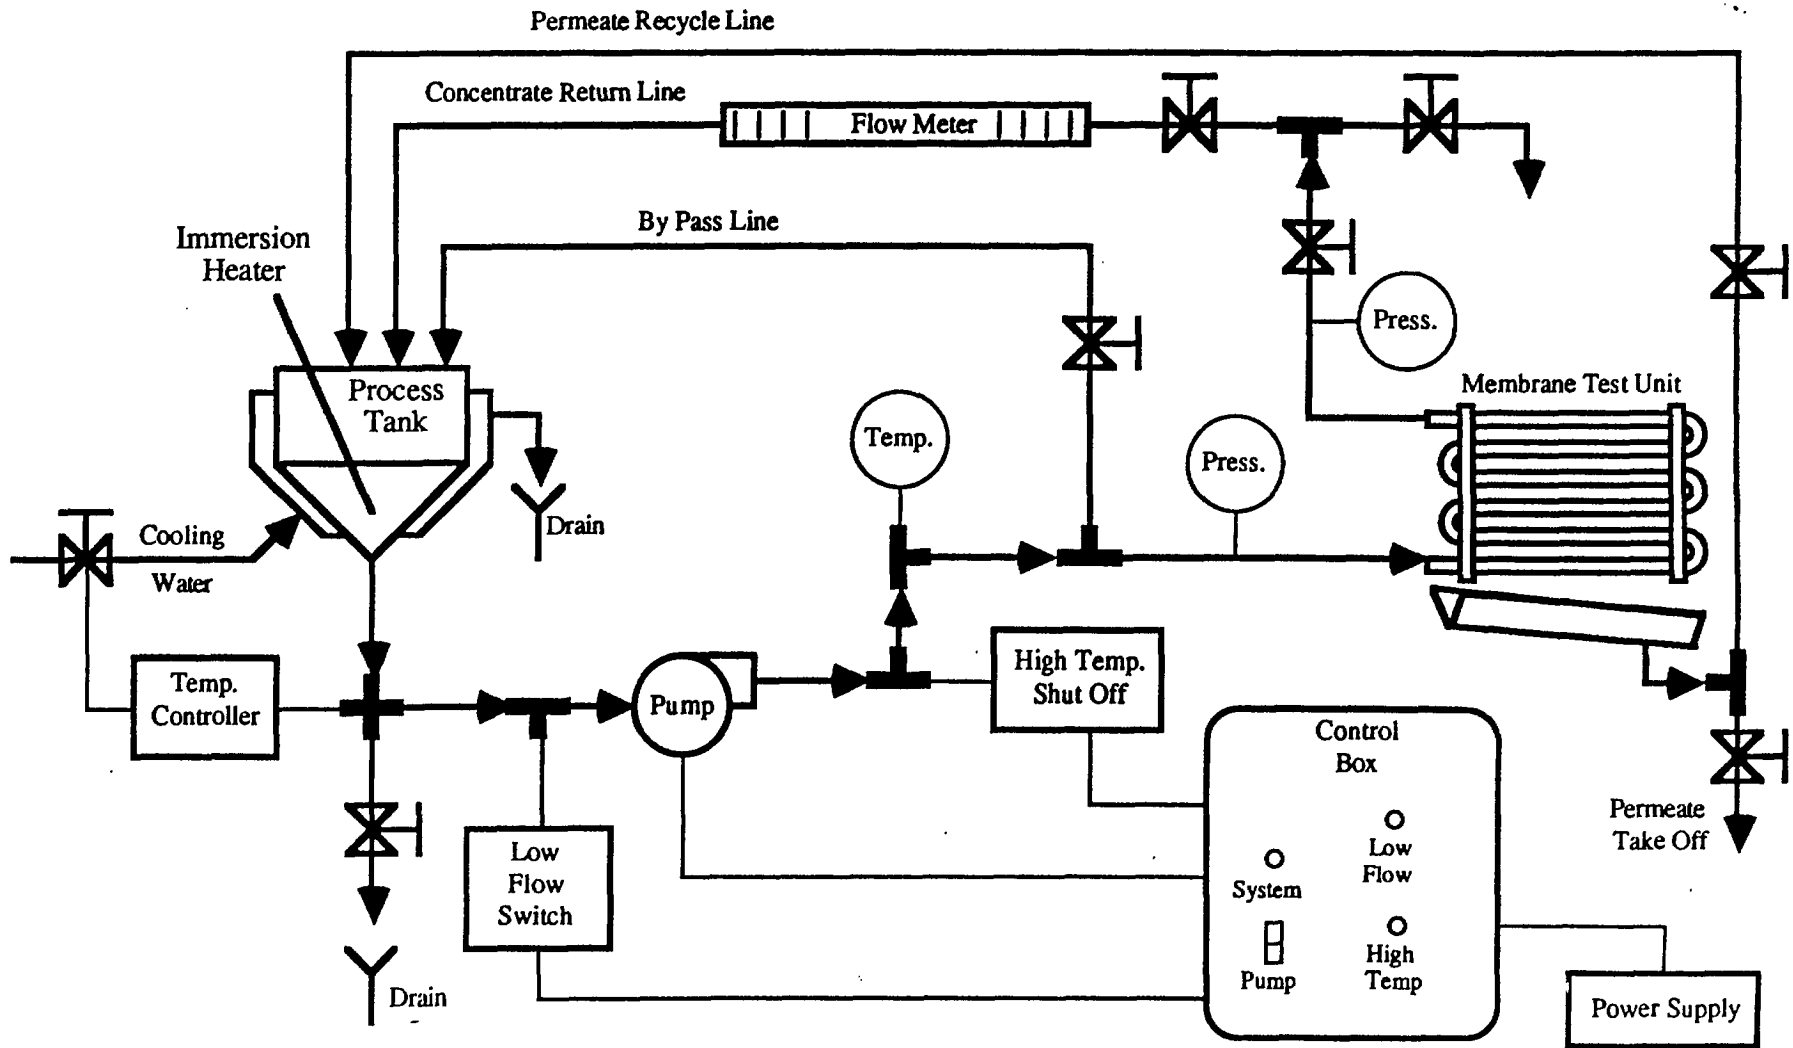 Permeate Recycle Line
Concentrate Return Line
Flow Meter
By Pass Line
Immersion
Heater
Press.
Process
Tank
Membrane Test Unit
Temp.
Press.
Drain
Cooling
Water
High Temp.
Shut Off
Temp.
Controller
Pump
Control
Box
Permeate
Take Off
Low
Flow
Switch
Low
Flow
System
High
Temp
Pump
Drain
Power Supply